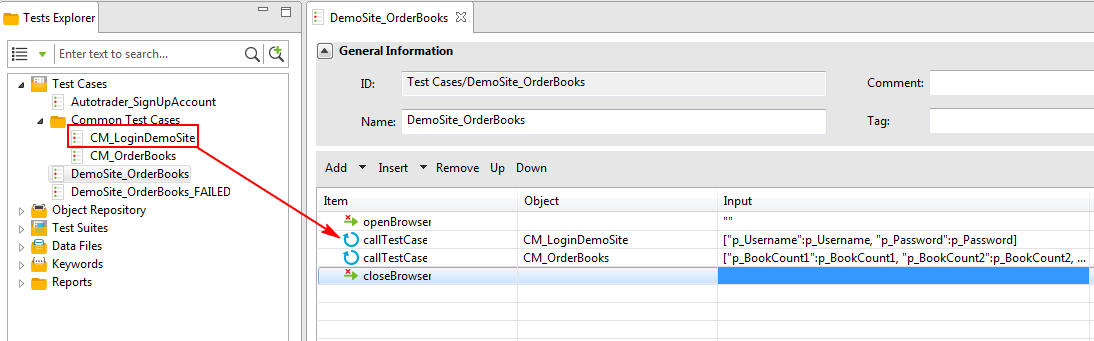 Tests Explorer
Enter text to search...
Test Cases
Autotrader_SignUpAccount
Common Test Cases
CM_LoginDemoSite
CM_OrderBooks
DemoSite_OrderBooks
DemoSite_OrderBooks_FAILED
Object Repository
Test Suites
Data Files
Keywords
Reports
DemoSite_OrderBooks
General Information
ID: Test Cases/DemoSite_OrderBooks Comment:
Name: DemoSite_OrderBooks Tag:
Add Insert Remove Up Down
Item Object Input
openBrowser ""
callTestCase CM_LoginDemoSite ["p_Username":p_Username, "p_Password":p_Password]
callTestCase CM_OrderBooks ["p_BookCount1":p_BookCount1, "p_BookCount2":p_BookCount2, ...
closeBrowser